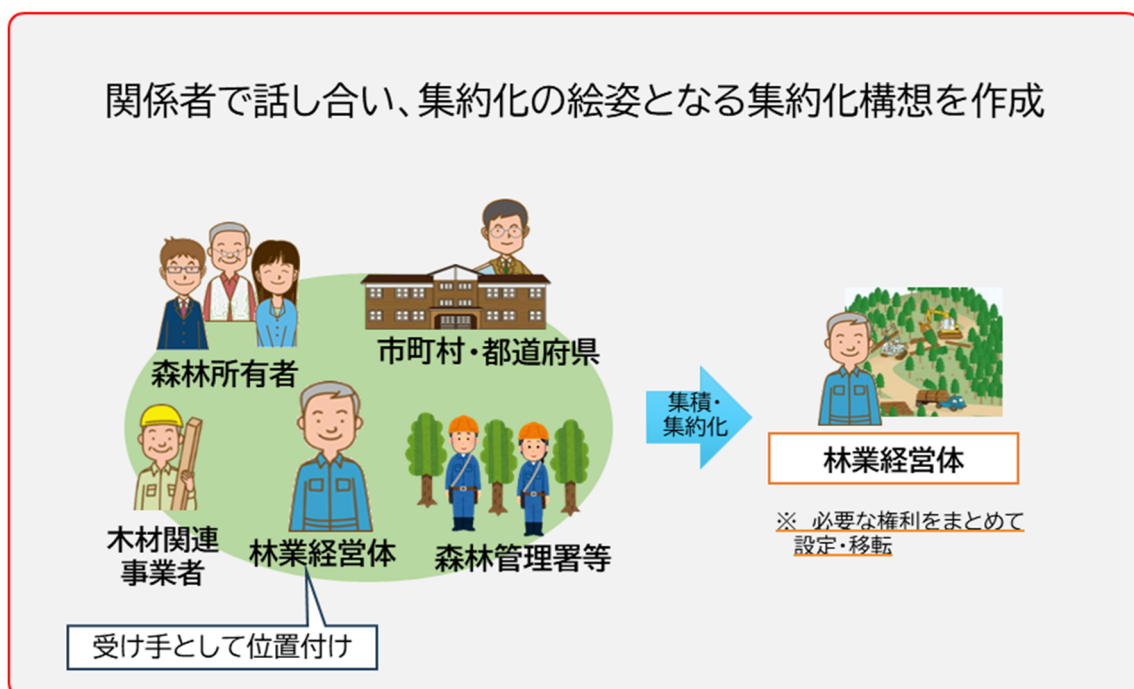 関係者で話し合い、集約化の絵姿となる集約化構想を作成
森林所有者
市町村・都道府県
木材関連
事業者
林業経営体
森林管理署等
受け手として位置付け
集積・
集約化
林業経営体
※ 必要な権利をまとめて
設定・移転